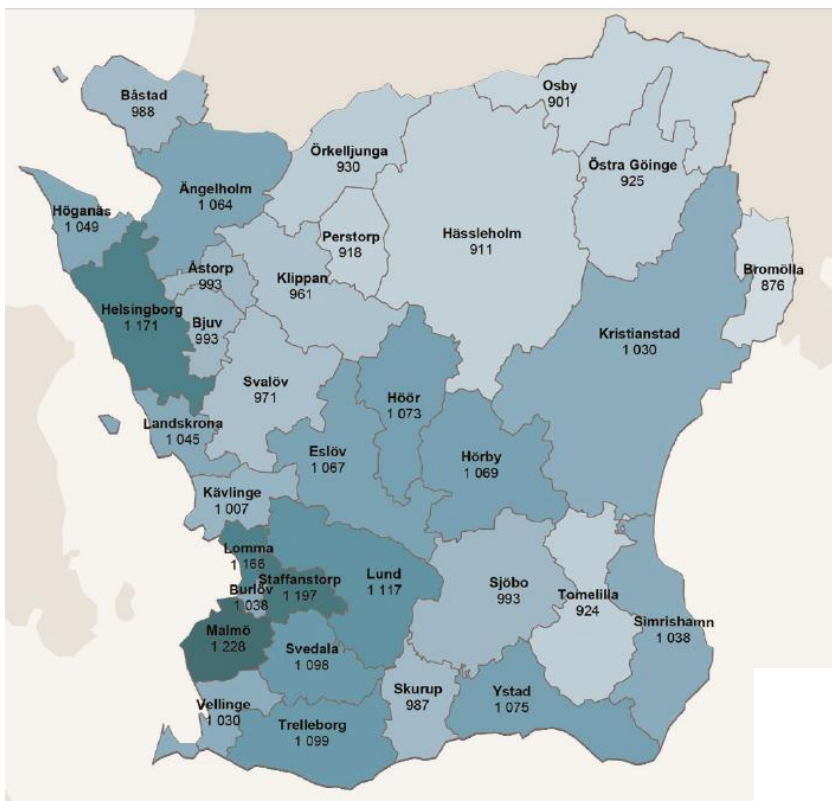 Osby
901
Båstad
988
Örkelljunga
930
Östra Göinge
925
Ängelholm
1 064
Höganäs
1 049
Perstorp
918
Hässleholm
911
Bromölla
876
Åstorp
993
Klippan
961
Helsingborg
1 171
Bjuv
993
Kristianstad
1 030
Svalöv
971
Höör
1 073
Landskrona
1 045
Eslöv
1 067
Hörby
1 069
Kävlinge
1 007
Lomma
1 166
Staffanstorp
1 197
Lund
1 117
Burlöv
1 038
Sjöbo
993
Tomelilla
924
Simrishamn
1 038
Malmö
1 228
Svedala
1 098
Skurup
987
Ystad
1 075
Vellinge
1 030
Trelleborg
1 099